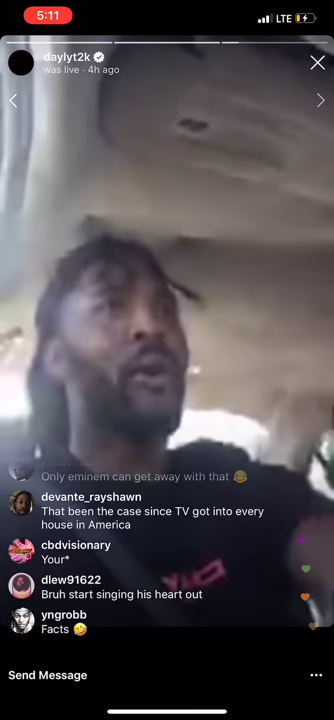 5:11
LTE
daylyt2k
was live · 4h ago
Only eminem can get away with that 😂
devante_rayshawn
That been the case since TV got into every
house in America
cbdvisionary
Your*
dlew91622
Bruh start singing his heart out
yngrobb
Facts 🤣
Send Message